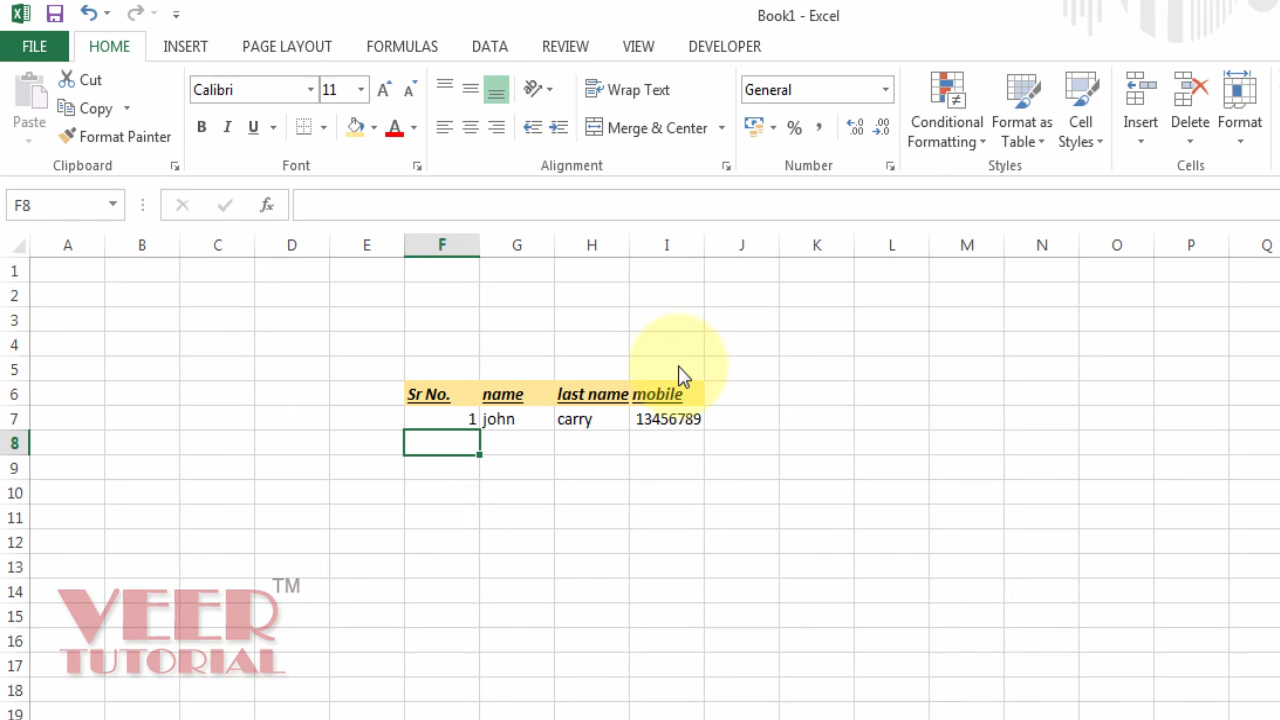 Book1 - Excel
FILE HOME INSERT PAGE LAYOUT FORMULAS DATA REVIEW VIEW DEVELOPER
Paste
Cut
Copy
Format Painter
Clipboard
Calibri 11
B I U A
Font
Wrap Text
Merge & Center
Alignment
General
% ,
Number
Conditional Formatting
Format as Table
Cell Styles
Styles
Insert Delete Format
Cells
F8 fx
A B C D E F G H I J K L M N O P Q
1
2
3
4
5
6 Sr No. name last name mobile
7 1 john carry 13456789
8
9
10
11
12
13
14
15
16
17
18
19
VEER TM
TUTORIAL